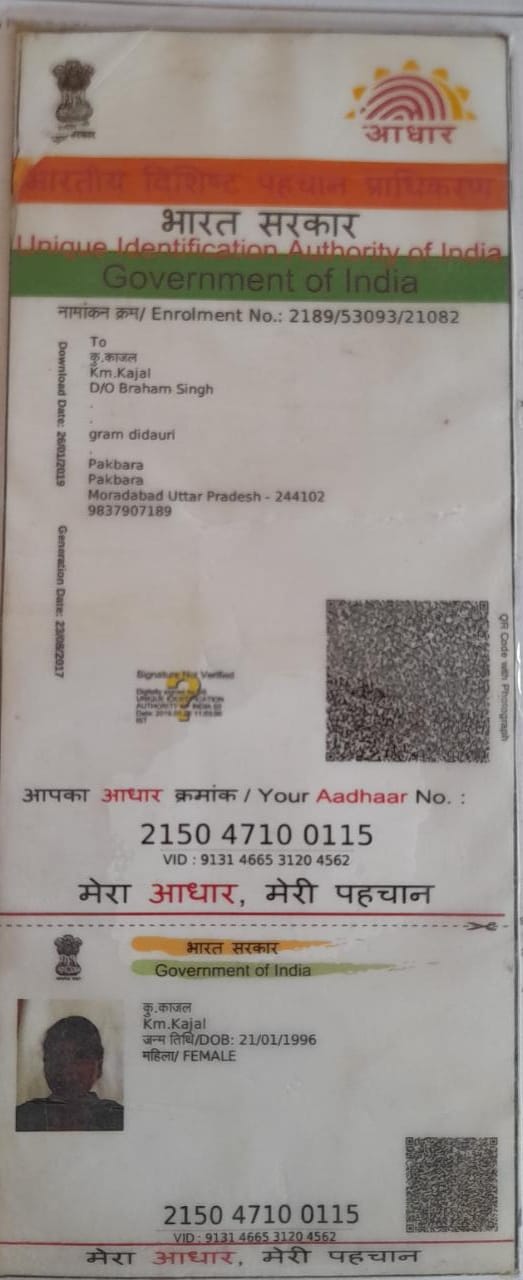 आधार
भारतीय विशिष्ट पहचान प्राधिकरण
भारत सरकार
Unique Identification Authority of India
Government of India
नामांकन क्रम/ Enrolment No.: 2189/53093/21082
To
कु.काजल
Km.Kajal
D/O Braham Singh
.
.
gram didauri
.
Pakbara
Pakbara
Moradabad Uttar Pradesh - 244102
9837907189
Download Date: 26/01/2019
Generation Date: 23/08/2017
Signature Not Verified
?
QR Code with Photograph
आपका आधार क्रमांक / Your Aadhaar No. :
2150 4710 0115
VID : 9131 4665 3120 4562
मेरा आधार, मेरी पहचान
भारत सरकार
Government of India
कु.काजल
Km.Kajal
जन्म तिथि/DOB: 21/01/1996
महिला/ FEMALE
2150 4710 0115
VID : 9131 4665 3120 4562
मेरा आधार, मेरी पहचान